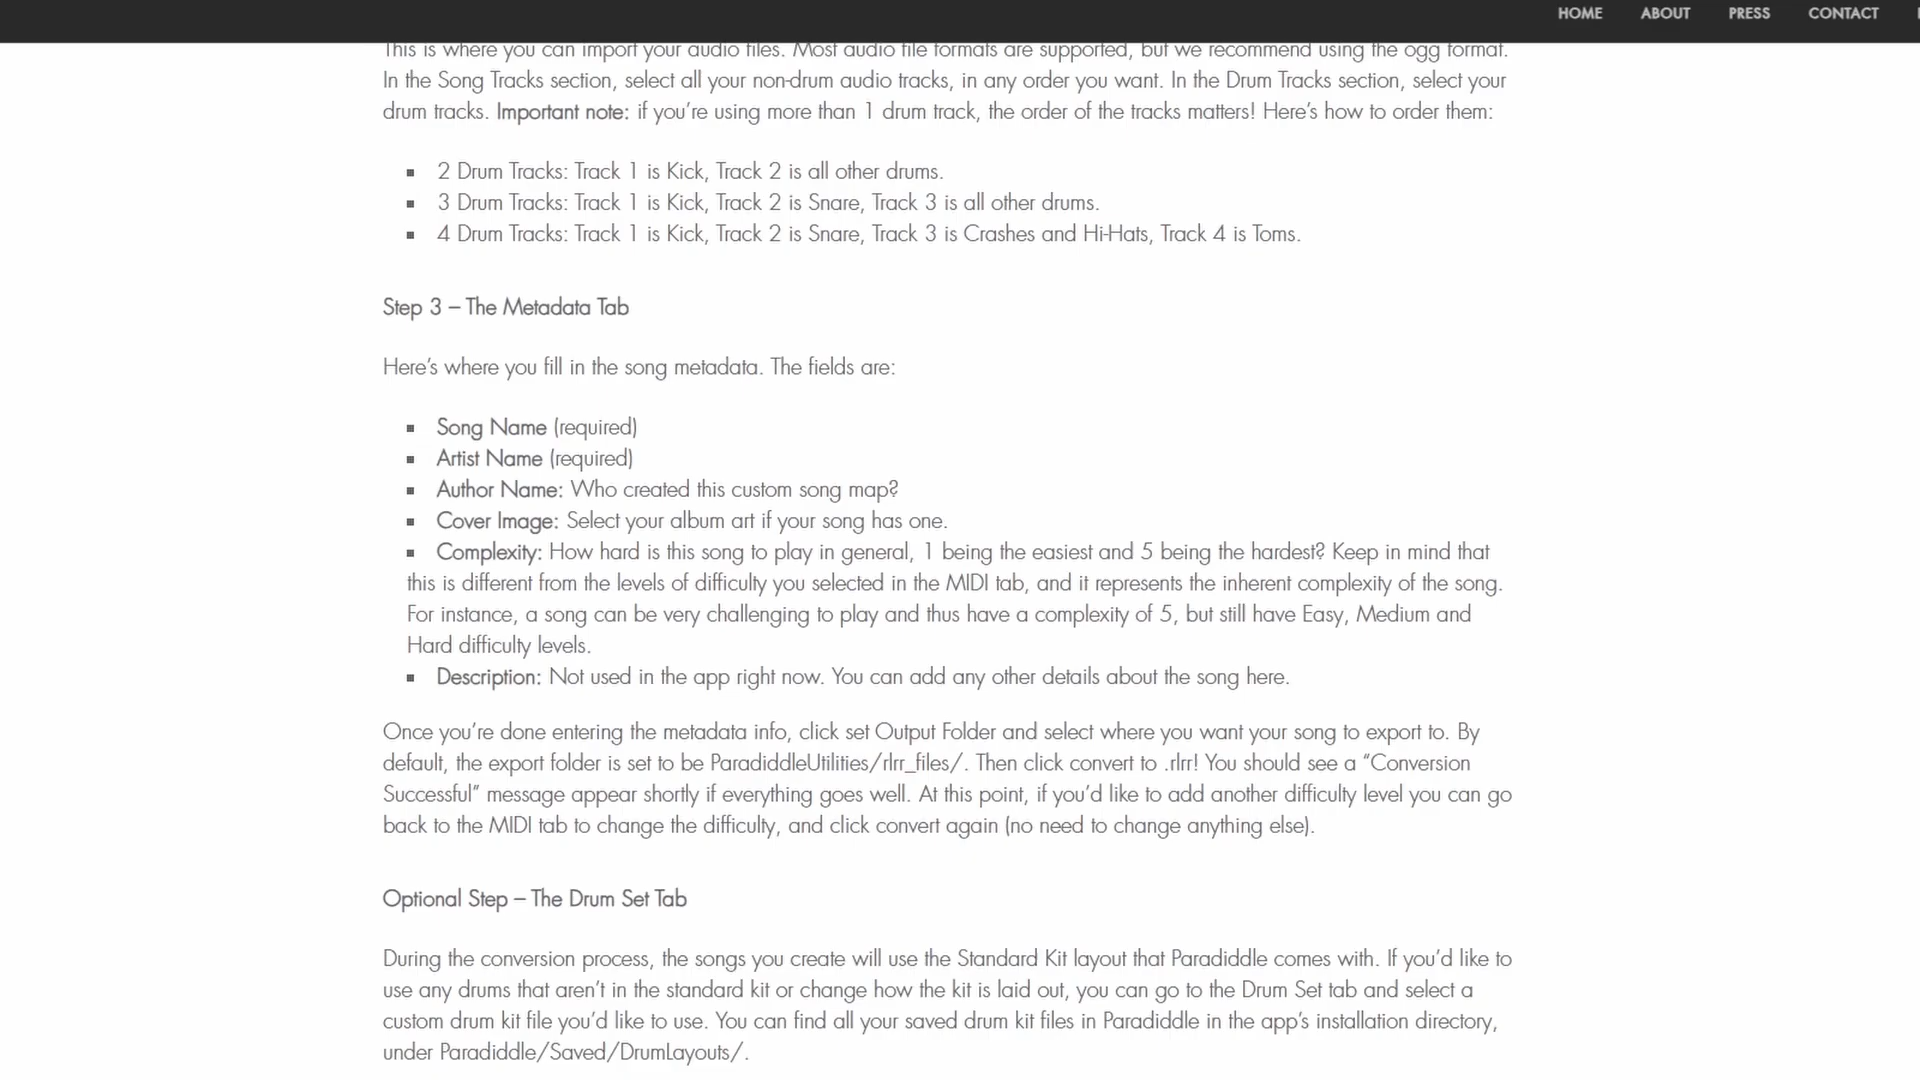 HOME ABOUT PRESS CONTACT
This is where you can import your audio files. Most audio file formats are supported, but we recommend using the ogg format.
In the Song Tracks section, select all your non-drum audio tracks, in any order you want. In the Drum Tracks section, select your
drum tracks. Important note: if you’re using more than 1 drum track, the order of the tracks matters! Here’s how to order them:
▪ 2 Drum Tracks: Track 1 is Kick, Track 2 is all other drums.
▪ 3 Drum Tracks: Track 1 is Kick, Track 2 is Snare, Track 3 is all other drums.
▪ 4 Drum Tracks: Track 1 is Kick, Track 2 is Snare, Track 3 is Crashes and Hi-Hats, Track 4 is Toms.
Step 3 – The Metadata Tab
Here’s where you fill in the song metadata. The fields are:
▪ Song Name (required)
▪ Artist Name (required)
▪ Author Name: Who created this custom song map?
▪ Cover Image: Select your album art if your song has one.
▪ Complexity: How hard is this song to play in general, 1 being the easiest and 5 being the hardest? Keep in mind that
this is different from the levels of difficulty you selected in the MIDI tab, and it represents the inherent complexity of the song.
For instance, a song can be very challenging to play and thus have a complexity of 5, but still have Easy, Medium and
Hard difficulty levels.
▪ Description: Not used in the app right now. You can add any other details about the song here.
Once you’re done entering the metadata info, click set Output Folder and select where you want your song to export to. By
default, the export folder is set to be ParadiddleUtilities/rlrr_files/. Then click convert to .rlrr! You should see a “Conversion
Successful” message appear shortly if everything goes well. At this point, if you’d like to add another difficulty level you can go
back to the MIDI tab to change the difficulty, and click convert again (no need to change anything else).
Optional Step – The Drum Set Tab
During the conversion process, the songs you create will use the Standard Kit layout that Paradiddle comes with. If you’d like to
use any drums that aren’t in the standard kit or change how the kit is laid out, you can go to the Drum Set tab and select a
custom drum kit file you’d like to use. You can find all your saved drum kit files in Paradiddle in the app’s installation directory,
under Paradiddle/Saved/DrumLayouts/.